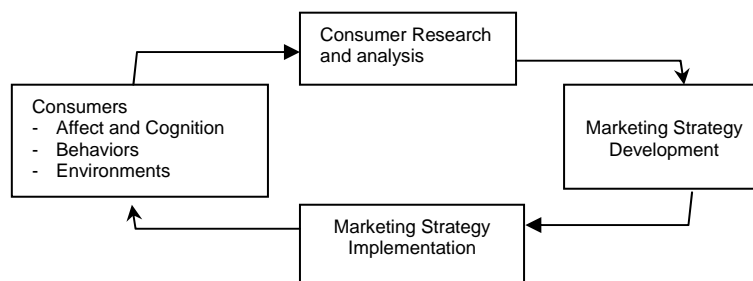 Consumer Research
and analysis
Consumers
- Affect and Cognition
- Behaviors
- Environments
Marketing Strategy
Development
Marketing Strategy
Implementation